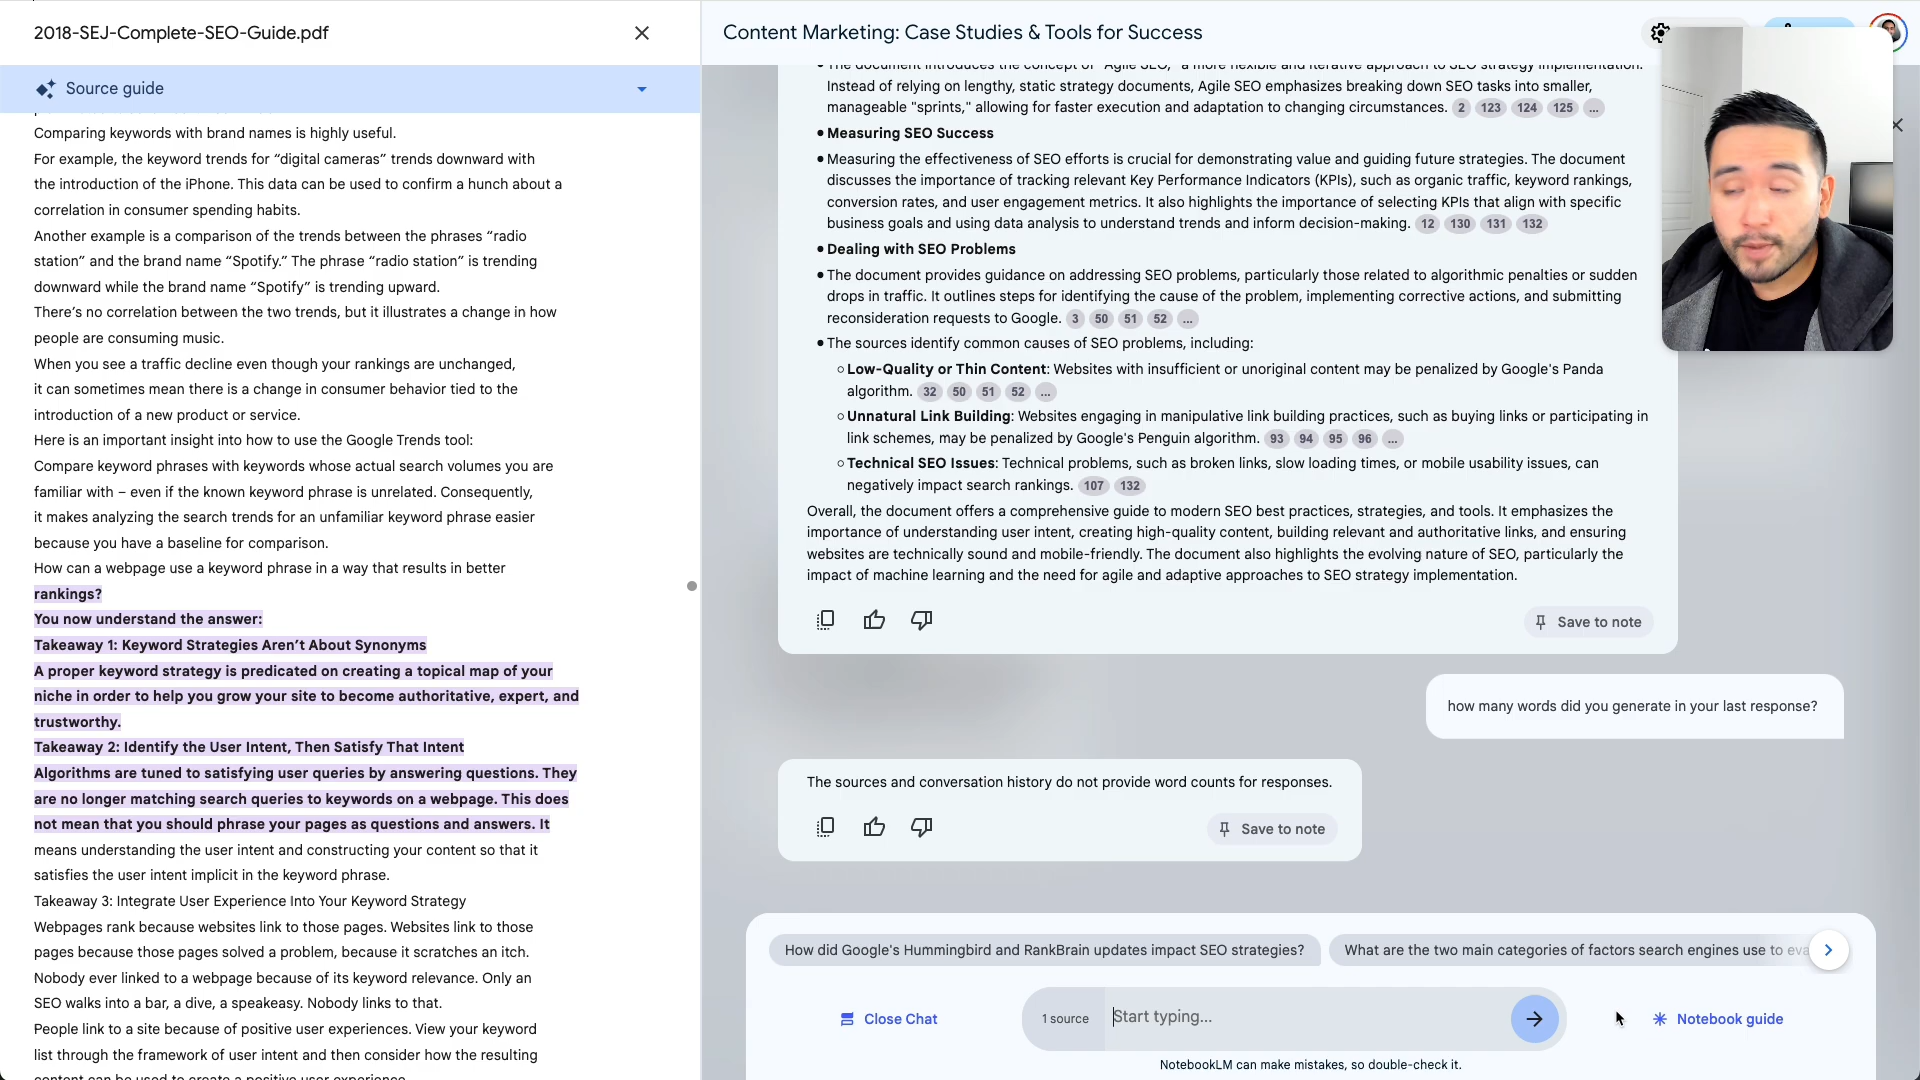 2018-SEJ-Complete-SEO-Guide.pdf
Source guide
Comparing keywords with brand names is highly useful.
For example, the keyword trends for “digital cameras” trends downward with
the introduction of the iPhone. This data can be used to confirm a hunch about a
correlation in consumer spending habits.
Another example is a comparison of the trends between the phrases “radio
station” and the brand name “Spotify.” The phrase “radio station” is trending
downward while the brand name “Spotify” is trending upward.
There’s no correlation between the two trends, but it illustrates a change in how
people are consuming music.
When you see a traffic decline even though your rankings are unchanged,
it can sometimes mean there is a change in consumer behavior tied to the
introduction of a new product or service.
Here is an important insight into how to use the Google Trends tool:
Compare keyword phrases with keywords whose actual search volumes you are
familiar with – even if the known keyword phrase is unrelated. Consequently,
it makes analyzing the search trends for an unfamiliar keyword phrase easier
because you have a baseline for comparison.
How can a webpage use a keyword phrase in a way that results in better
rankings?
You now understand the answer:
Takeaway 1: Keyword Strategies Aren’t About Synonyms
A proper keyword strategy is predicated on creating a topical map of your
niche in order to help you grow your site to become authoritative, expert, and
trustworthy.
Takeaway 2: Identify the User Intent, Then Satisfy That Intent
Algorithms are tuned to satisfying user queries by answering questions. They
are no longer matching search queries to keywords on a webpage. This does
not mean that you should phrase your pages as questions and answers. It
means understanding the user intent and constructing your content so that it
satisfies the user intent implicit in the keyword phrase.
Takeaway 3: Integrate User Experience Into Your Keyword Strategy
Webpages rank because websites link to those pages. Websites link to those
pages because those pages solved a problem, because it scratches an itch.
Nobody ever linked to a webpage because of its keyword relevance. Only an
SEO walks into a bar, a dive, a speakeasy. Nobody links to that.
People link to a site because of positive user experiences. View your keyword
list through the framework of user intent and then consider how the resulting
content can be used to create a positive user experience.
Content Marketing: Case Studies & Tools for Success
• The document introduces the concept of "Agile SEO," a more flexible and iterative approach to SEO strategy implementation.
Instead of relying on lengthy, static strategy documents, Agile SEO emphasizes breaking down SEO tasks into smaller,
manageable "sprints," allowing for faster execution and adaptation to changing circumstances. 2 123 124 125 ...
• Measuring SEO Success
• Measuring the effectiveness of SEO efforts is crucial for demonstrating value and guiding future strategies. The document
discusses the importance of tracking relevant Key Performance Indicators (KPIs), such as organic traffic, keyword rankings,
conversion rates, and user engagement metrics. It also highlights the importance of selecting KPIs that align with specific
business goals and using data analysis to understand trends and inform decision-making. 12 130 131 132
• Dealing with SEO Problems
• The document provides guidance on addressing SEO problems, particularly those related to algorithmic penalties or sudden
drops in traffic. It outlines steps for identifying the cause of the problem, implementing corrective actions, and submitting
reconsideration requests to Google. 3 50 51 52 ...
• The sources identify common causes of SEO problems, including:
○ Low-Quality or Thin Content: Websites with insufficient or unoriginal content may be penalized by Google's Panda
algorithm. 32 50 51 52 ...
○ Unnatural Link Building: Websites engaging in manipulative link building practices, such as buying links or participating in
link schemes, may be penalized by Google's Penguin algorithm. 93 94 95 96 ...
○ Technical SEO Issues: Technical problems, such as broken links, slow loading times, or mobile usability issues, can
negatively impact search rankings. 107 132
Overall, the document offers a comprehensive guide to modern SEO best practices, strategies, and tools. It emphasizes the
importance of understanding user intent, creating high-quality content, building relevant and authoritative links, and ensuring
websites are technically sound and mobile-friendly. The document also highlights the evolving nature of SEO, particularly the
impact of machine learning and the need for agile and adaptive approaches to SEO strategy implementation.
Save to note
how many words did you generate in your last response?
The sources and conversation history do not provide word counts for responses.
Save to note
How did Google's Hummingbird and RankBrain updates impact SEO strategies?
What are the two main categories of factors search engines use to eva
Close Chat
1 source
Start typing...
Notebook guide
NotebookLM can make mistakes, so double-check it.